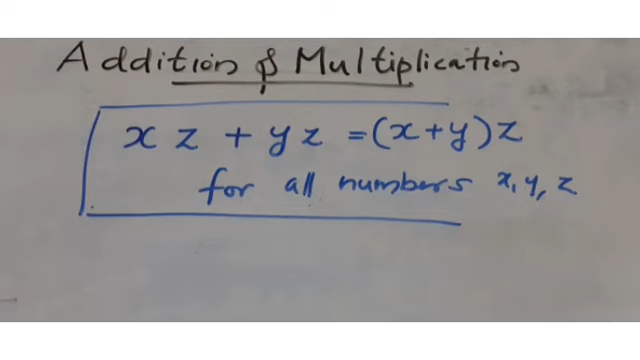 Addition & Multiplication
xz + yz = (x+y)z
for all numbers x, y, z